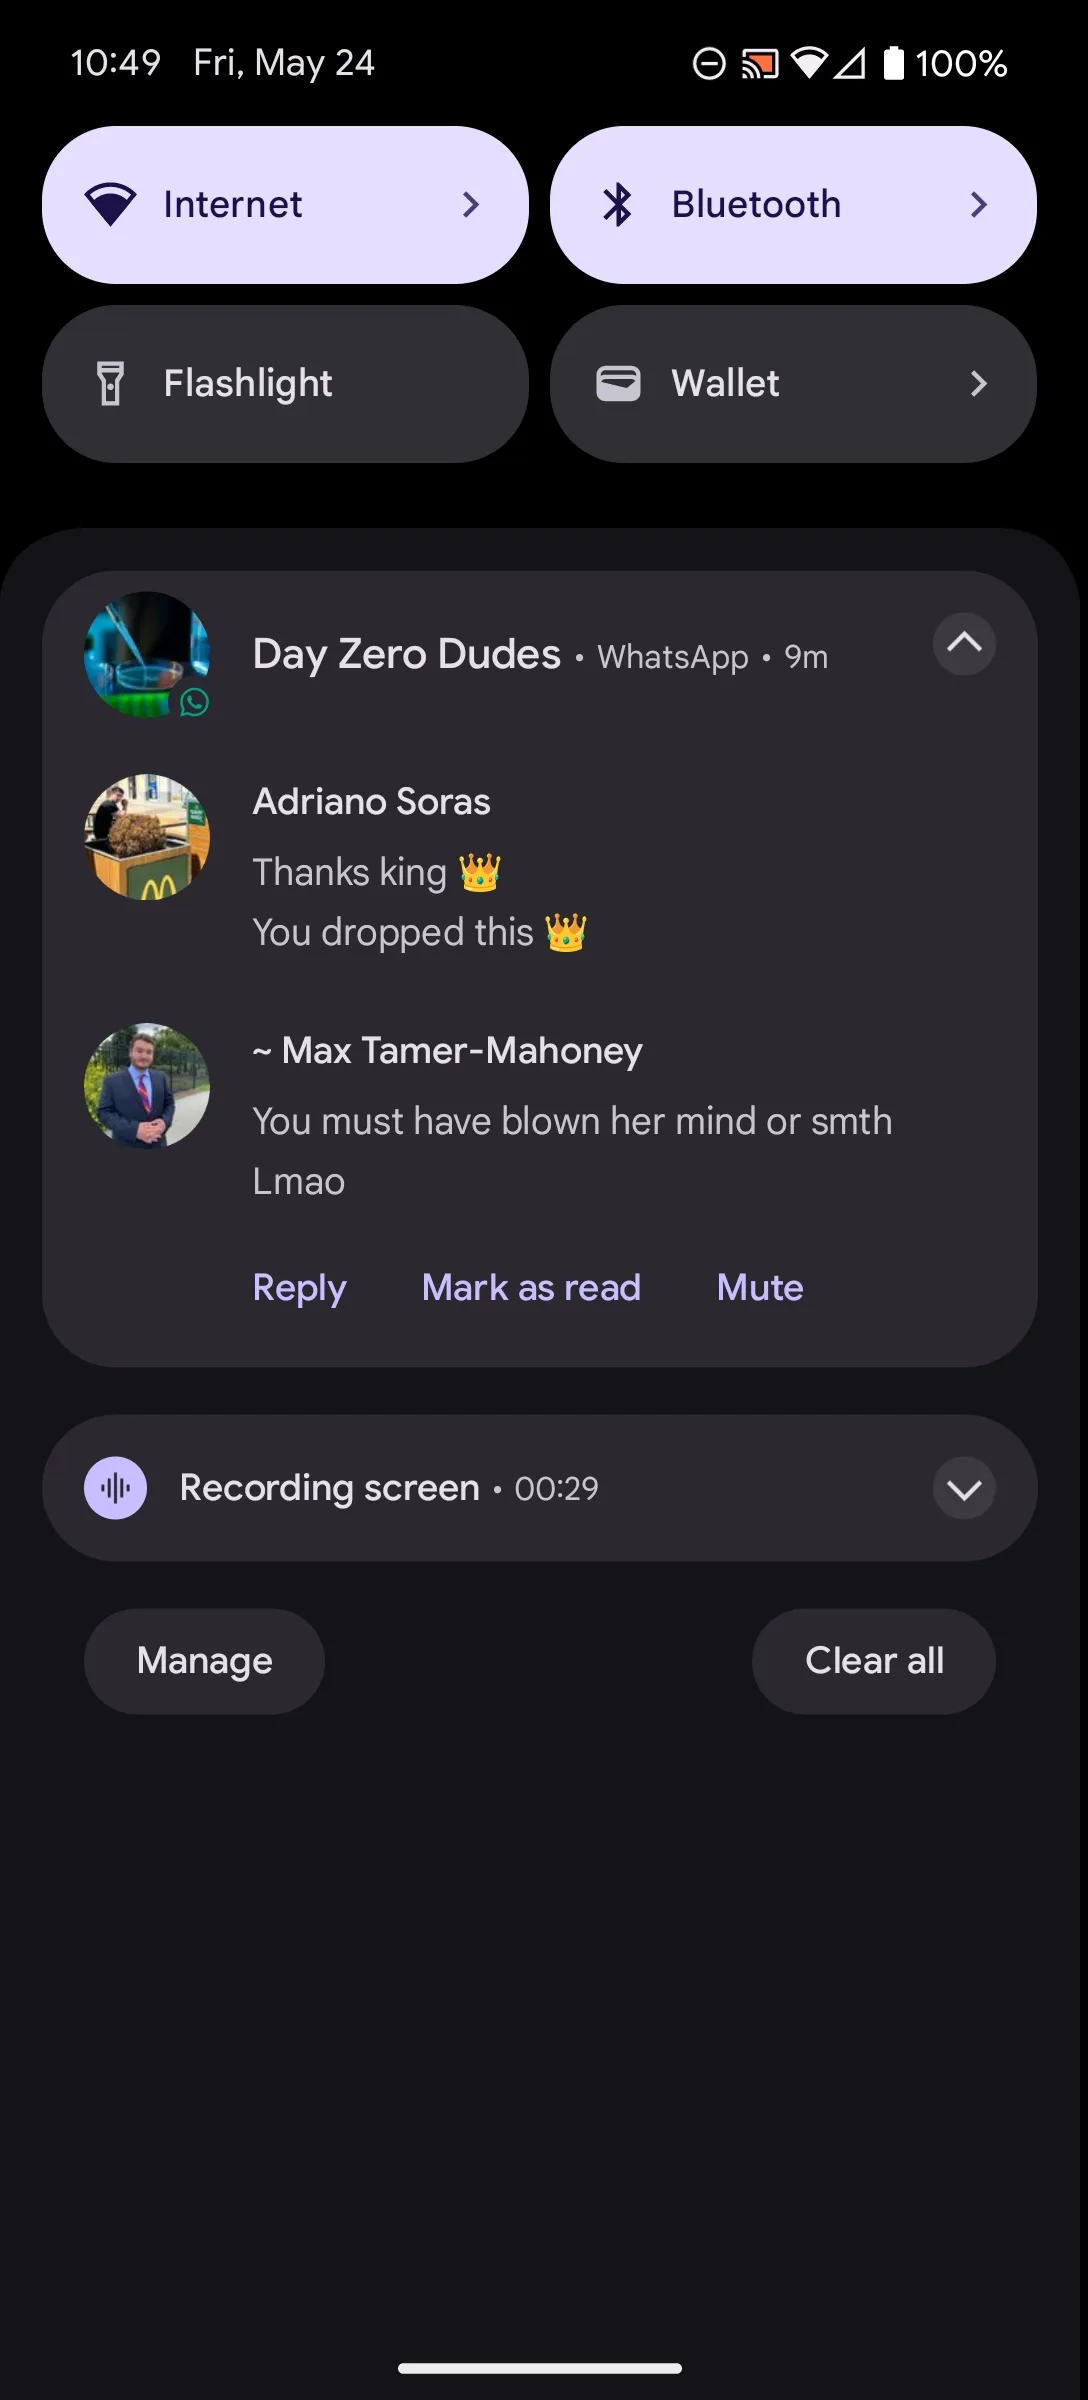 10:49 Fri, May 24 100%
Internet
Bluetooth
Flashlight
Wallet
Day Zero Dudes • WhatsApp • 9m
Adriano Soras
Thanks king 👑
You dropped this 👑
~ Max Tamer-Mahoney
You must have blown her mind or smth
Lmao
Reply Mark as read Mute
Recording screen • 00:29
Manage
Clear all